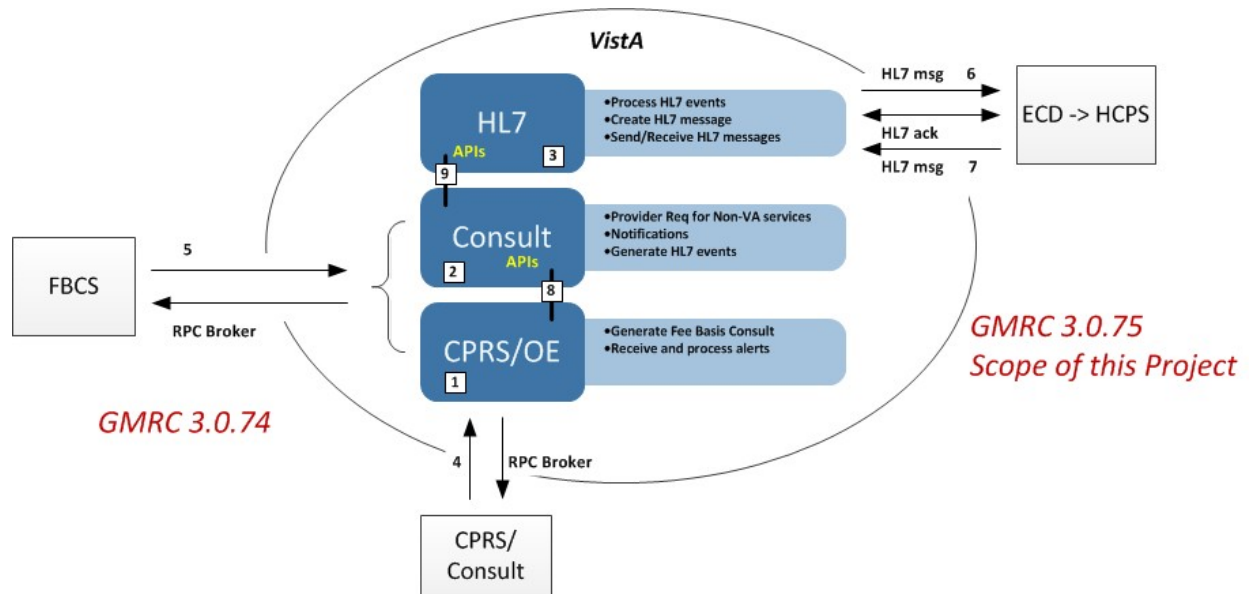 VistA
HL7
APIs
3
•Process HL7 events
•Create HL7 message
•Send/Receive HL7 messages
HL7 msg 6
HL7 ack
HL7 msg 7
ECD -> HCPS
9
Consult
APIs
2
•Provider Req for Non-VA services
•Notifications
•Generate HL7 events
8
CPRS/OE
1
•Generate Fee Basis Consult
•Receive and process alerts
FBCS
5
RPC Broker
GMRC 3.0.74
GMRC 3.0.75
Scope of this Project
4
RPC Broker
CPRS/
Consult